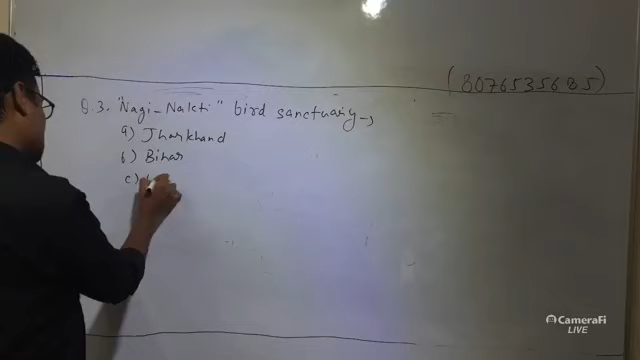 (8076535685)
Q.3. "Nagi-Nakti" bird sanctuary -,
a) Jharkhand
b) Bihar
c)
CameraFi
LIVE